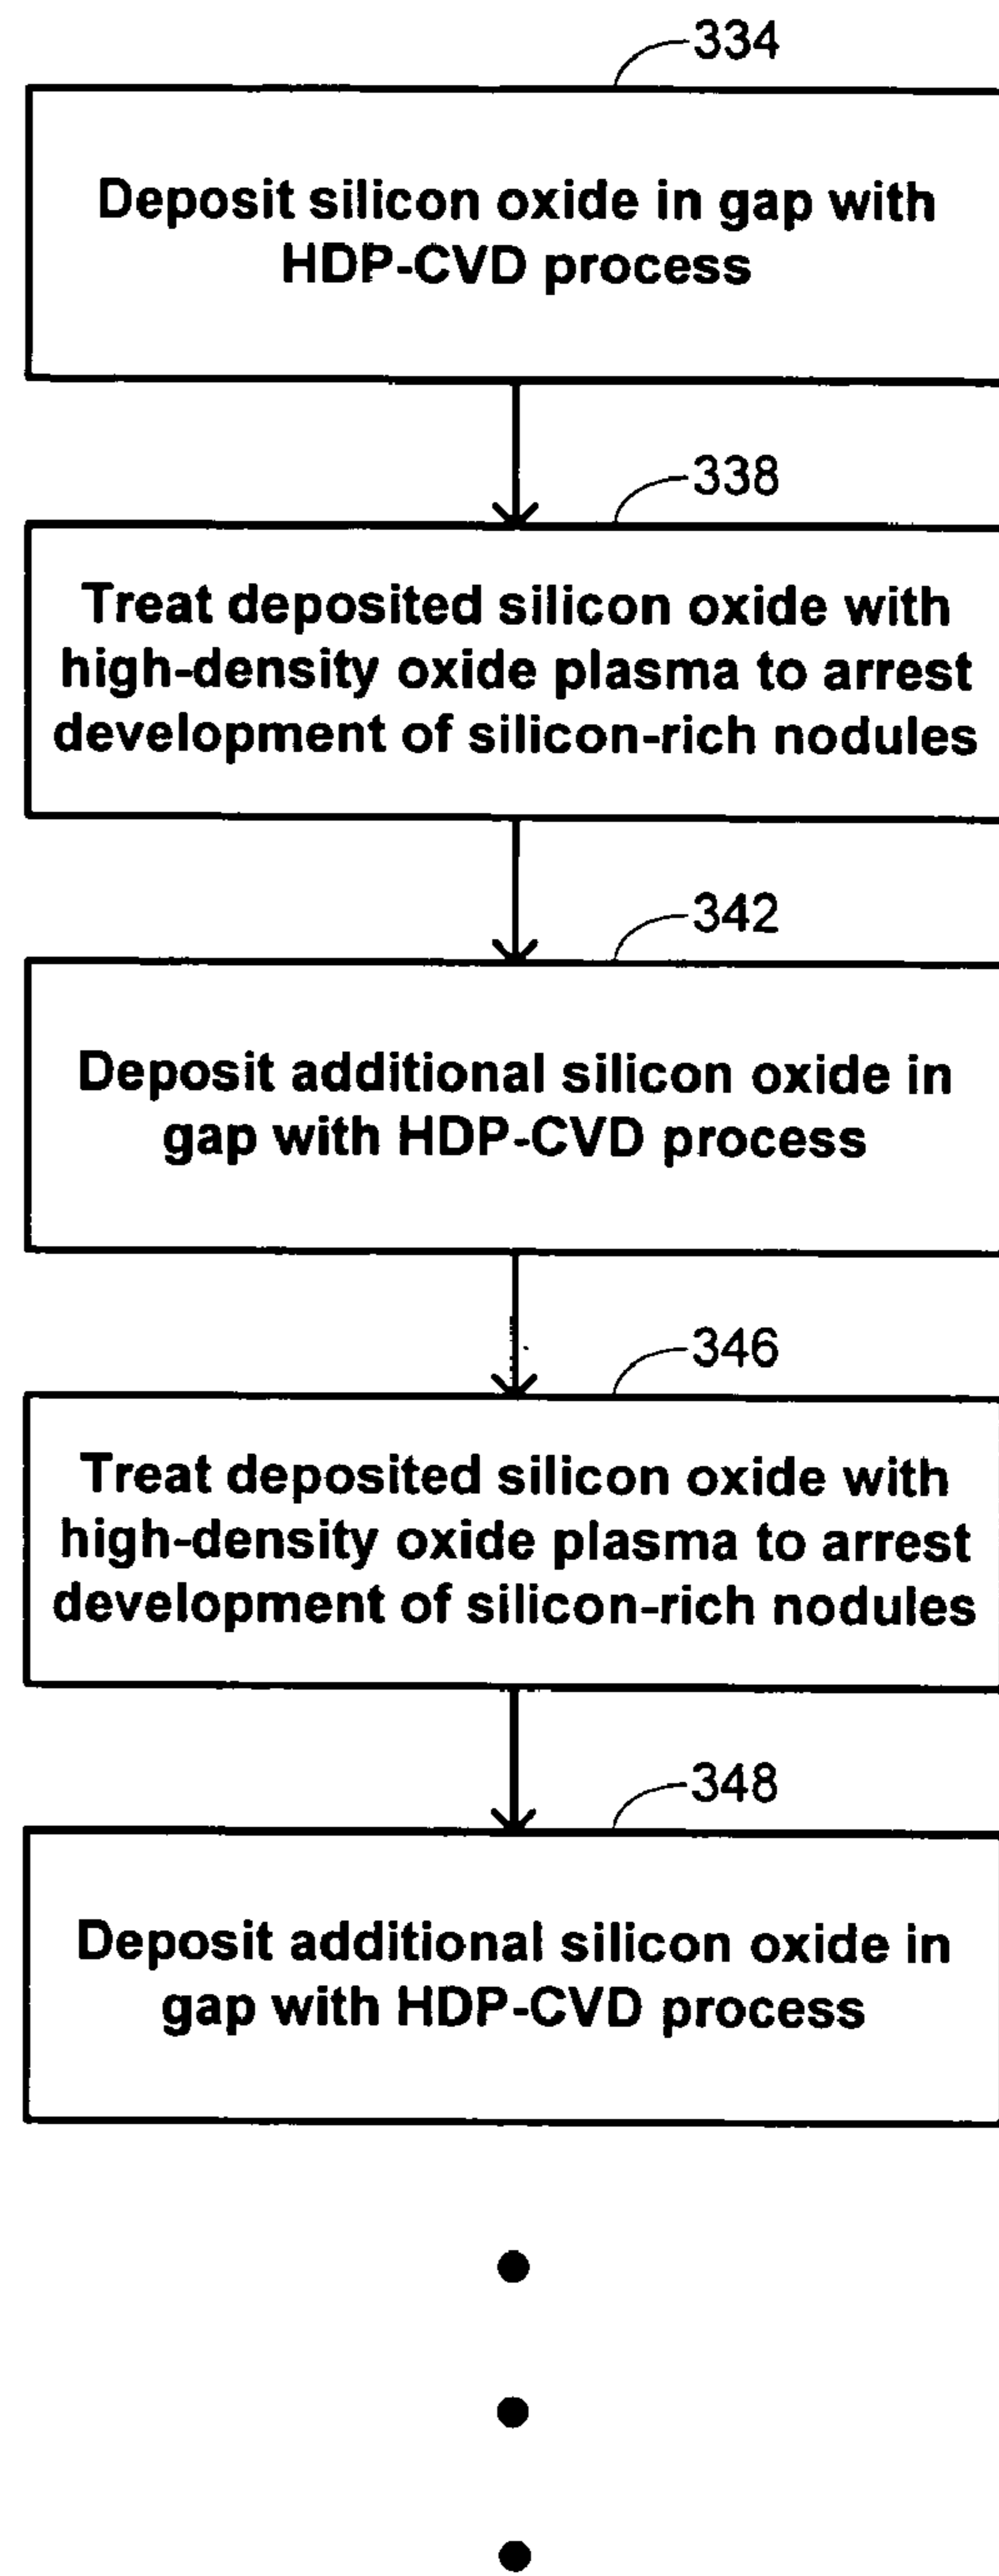 334
Deposit silicon oxide in gap with
HDP-CVD process
338
Treat deposited silicon oxide with
high-density oxide plasma to arrest
development of silicon-rich nodules
342
Deposit additional silicon oxide in
gap with HDP-CVD process
346
Treat deposited silicon oxide with
high-density oxide plasma to arrest
development of silicon-rich nodules
348
Deposit additional silicon oxide in
gap with HDP-CVD process